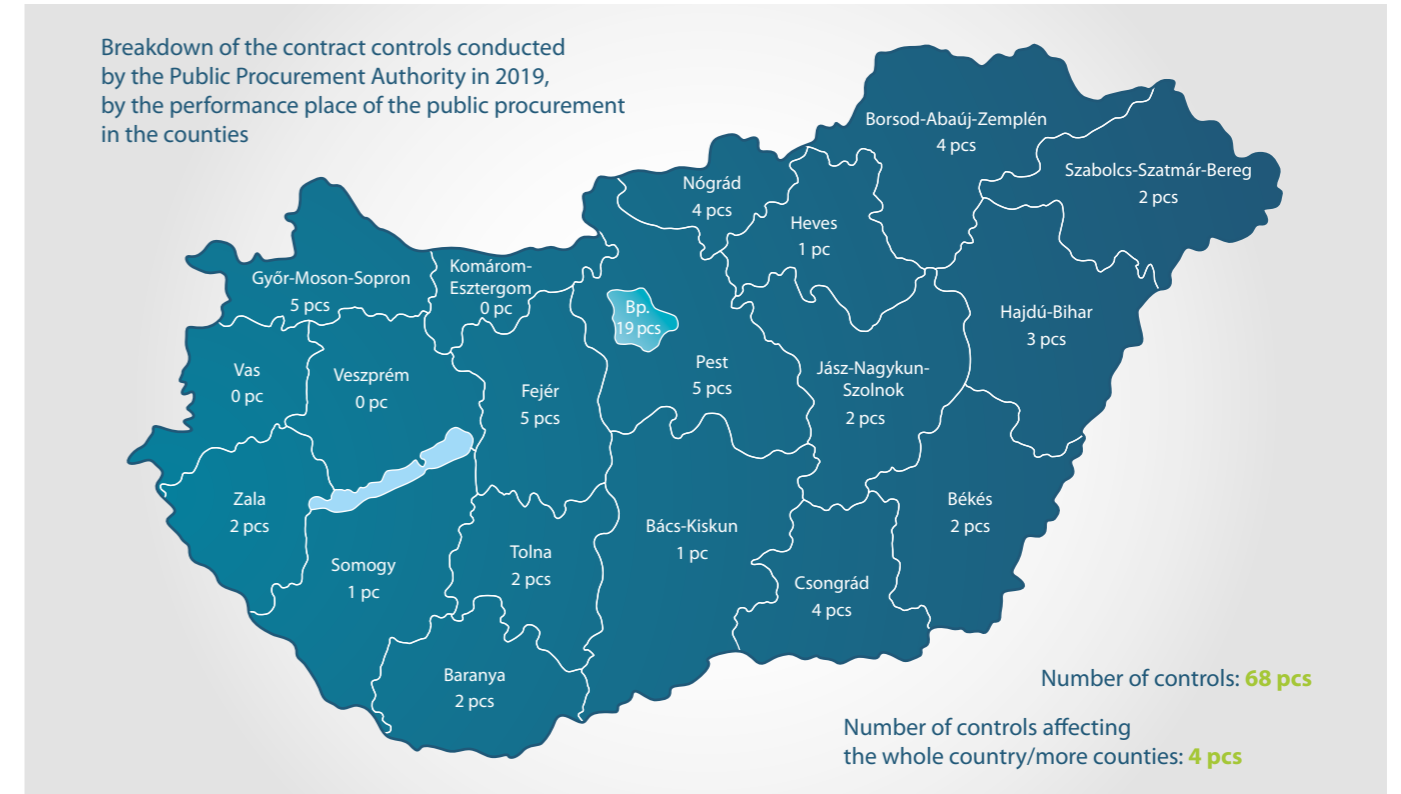 Breakdown of the contract controls conducted
by the Public Procurement Authority in 2019,
by the performance place of the public procurement
in the counties
Borsod-Abaúj-Zemplén
4 pcs
Szabolcs-Szatmár-Bereg
2 pcs
Nógrád
4 pcs
Heves
1 pc
Győr-Moson-Sopron
5 pcs
Komárom-
Esztergom
0 pc
Bp.
19 pcs
Hajdú-Bihar
3 pcs
Vas
0 pc
Veszprém
0 pc
Fejér
5 pcs
Pest
5 pcs
Jász-Nagykun-
Szolnok
2 pcs
Zala
2 pcs
Békés
2 pcs
Somogy
1 pc
Tolna
2 pcs
Bács-Kiskun
1 pc
Csongrád
4 pcs
Baranya
2 pcs
Number of controls: 68 pcs
Number of controls affecting
the whole country/more counties: 4 pcs